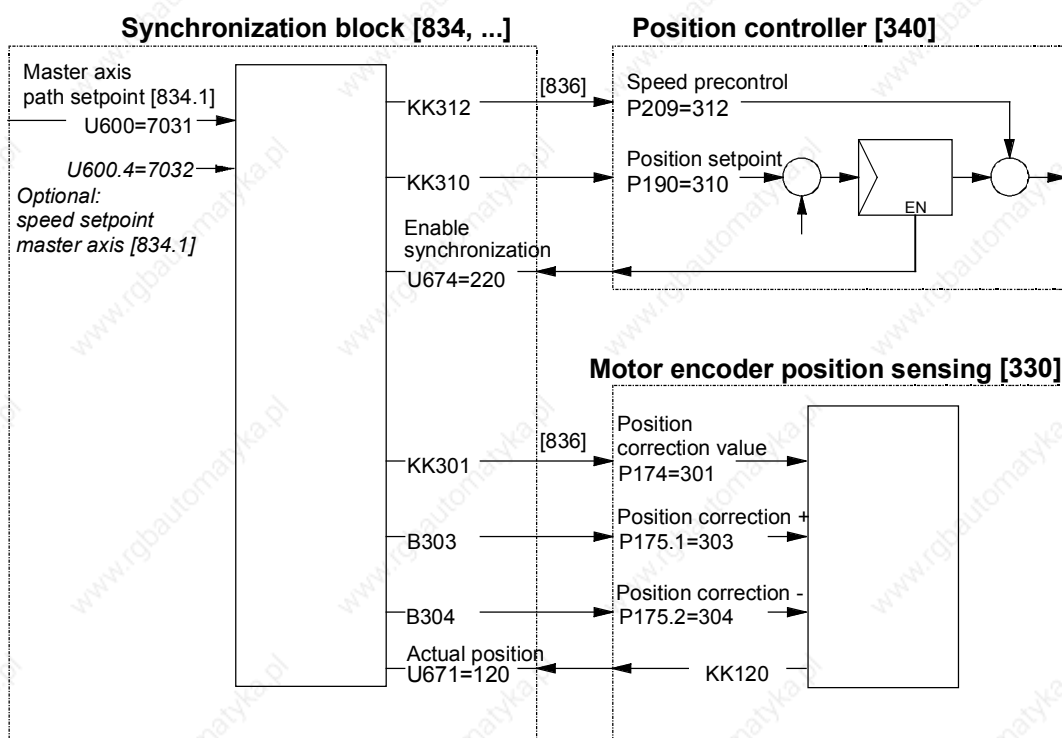 Synchronization block [834, ...]
Position controller [340]
Master axis
path setpoint [834.1]
U600=7031
U600.4=7032
Optional:
speed setpoint
master axis [834.1]
KK312
[836]
Speed precontrol
P209=312
KK310
Position setpoint
P190=310
EN
Enable
synchronization
U674=220
Motor encoder position sensing [330]
KK301
[836]
Position
correction value
P174=301
B303
Position correction +
P175.1=303
B304
Position correction -
P175.2=304
Actual position
U671=120
KK120
www.rgbautomatyka.pl